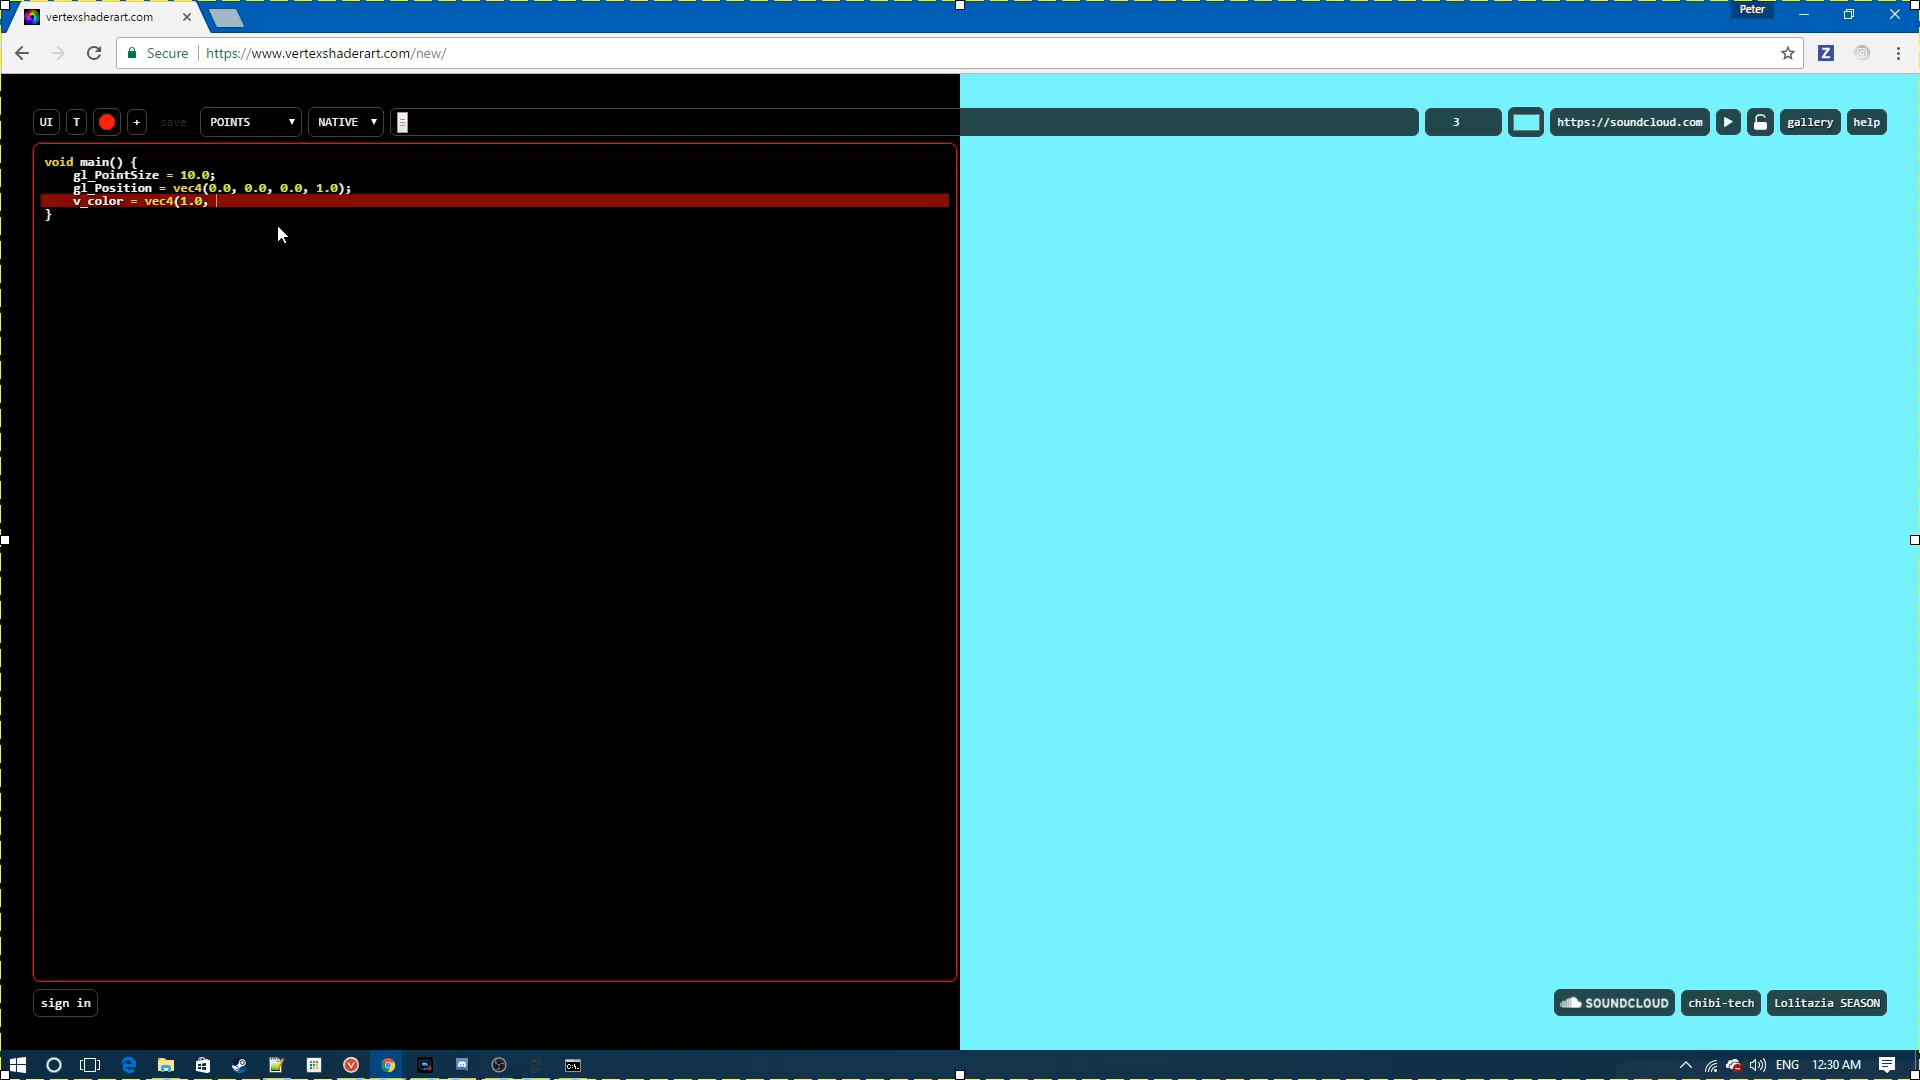 vertexshaderart.com
Peter
Secure https://www.vertexshaderart.com/new/
UI T + save POINTS NATIVE 3 https://soundcloud.com gallery help
void main() {
gl_PointSize = 10.0;
gl_Position = vec4(0.0, 0.0, 0.0, 1.0);
v_color = vec4(1.0,
}
sign in
SOUNDCLOUD chibi-tech Lolitazia SEASON
ENG 12:30 AM